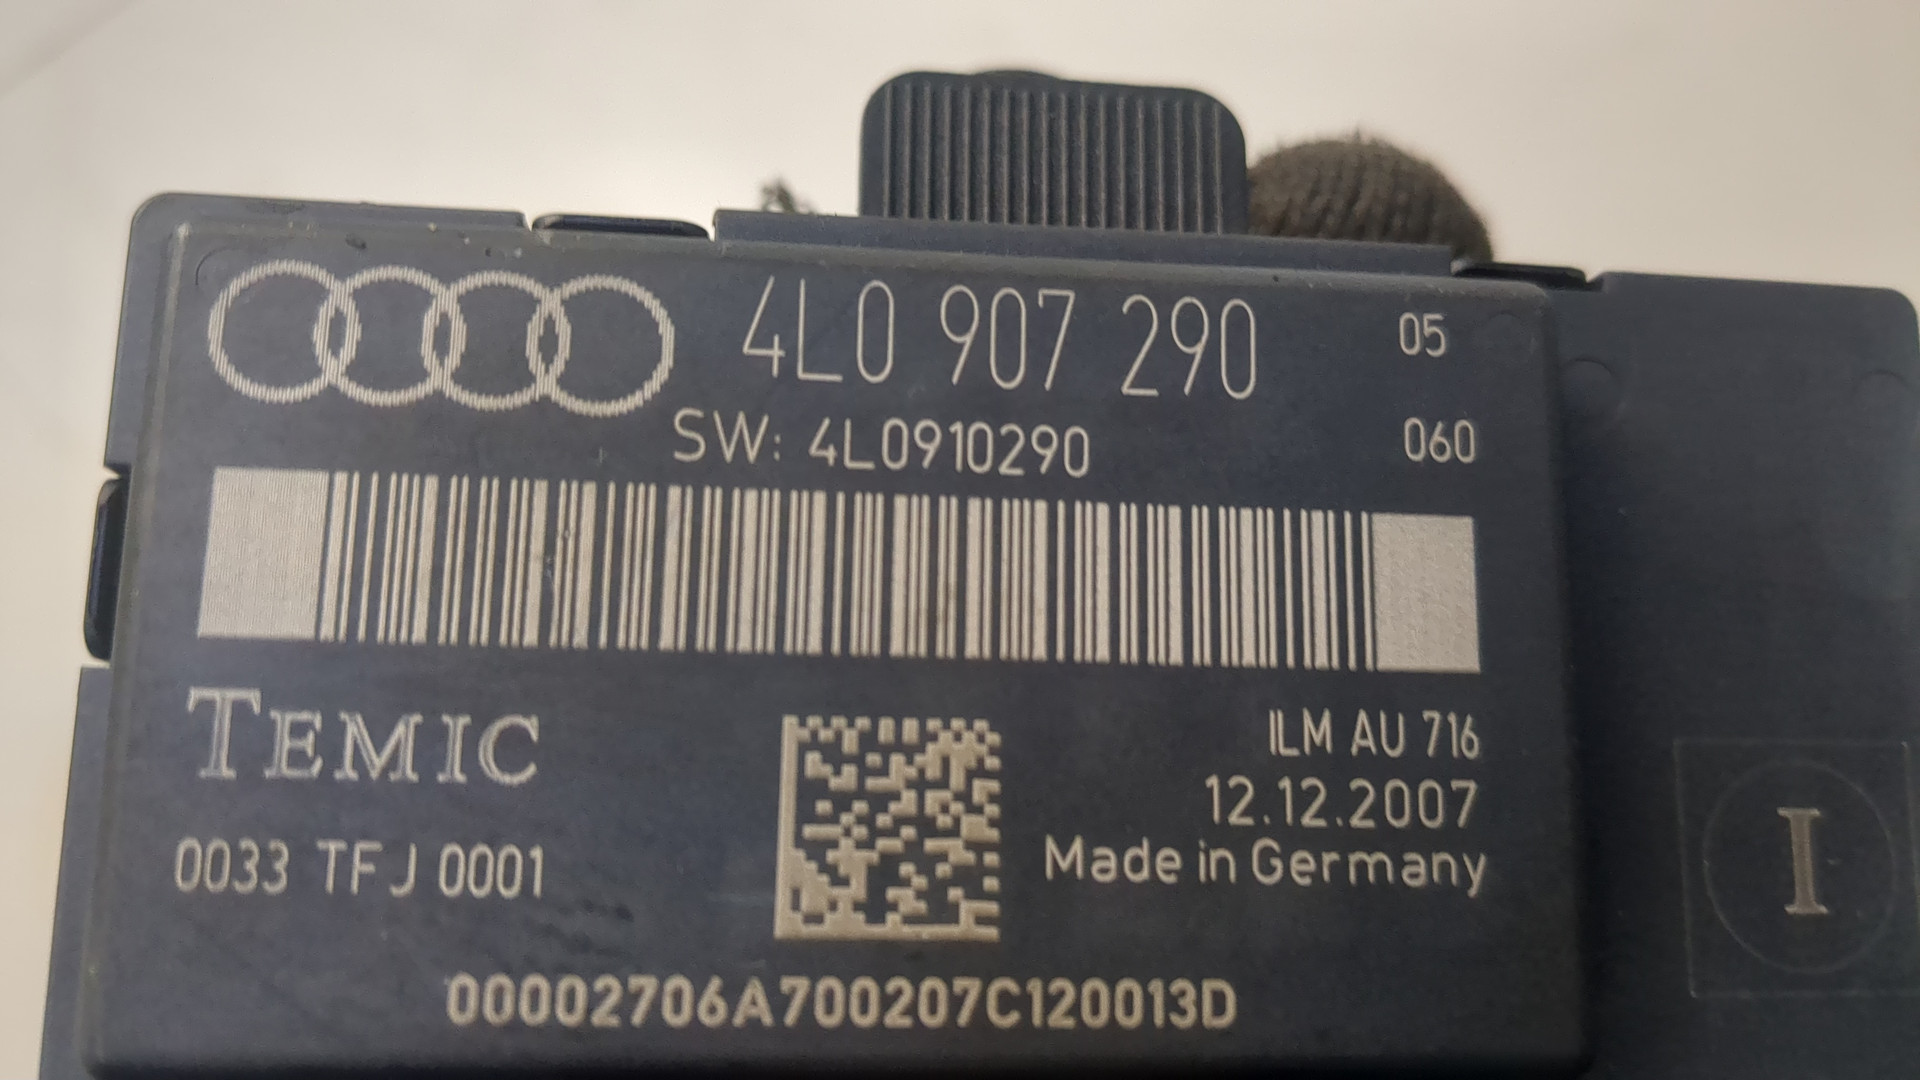 4L0 907 290 05
SW: 4L0910290 060
TEMIC
ILM AU 716
12.12.2007
0033 TFJ 0001
Made in Germany
I
00002706A700207C120013D